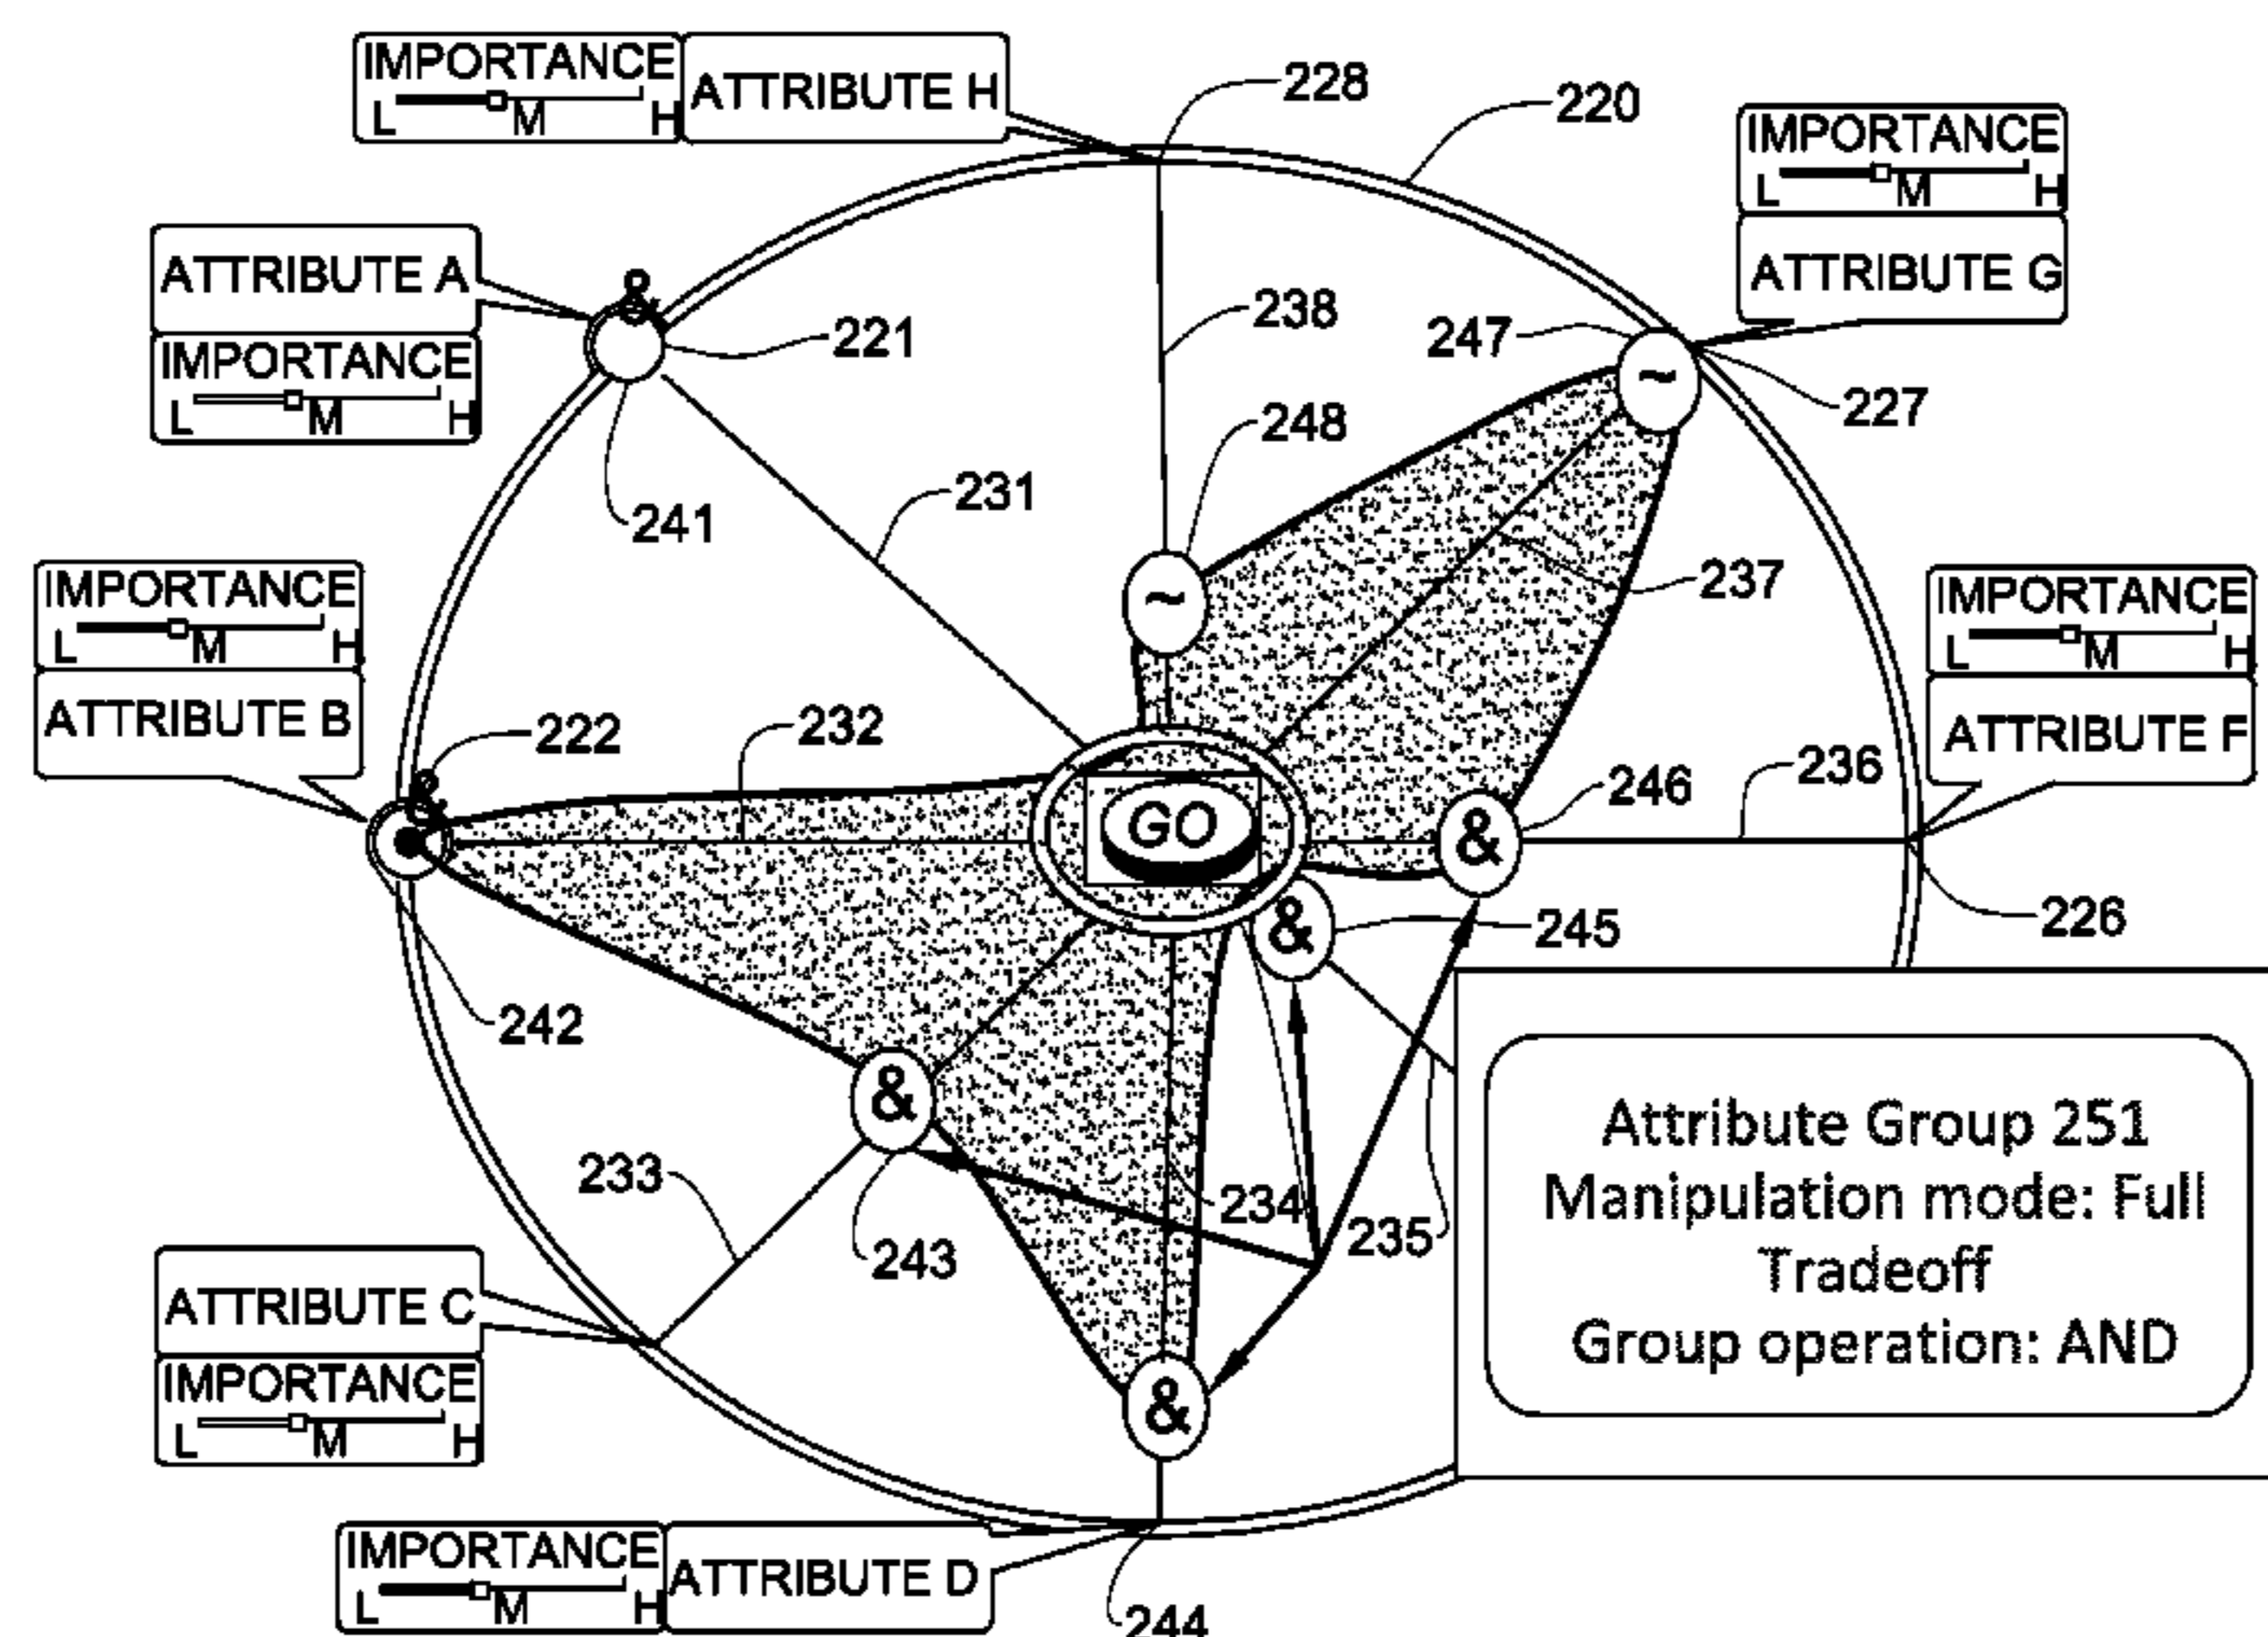 IMPORTANCE
L M H
ATTRIBUTE H
228
220
IMPORTANCE
L M H
ATTRIBUTE G
ATTRIBUTE A
IMPORTANCE
L M H
&
221
238
247
~
227
248
241
231
~
237
IMPORTANCE
L M H
ATTRIBUTE B
IMPORTANCE
L M H
ATTRIBUTE F
222
&
232
236
GO
&
246
226
&
245
242
&
233
243
234
235
Attribute Group 251
Manipulation mode: Full
Tradeoff
Group operation: AND
ATTRIBUTE C
IMPORTANCE
L M H
&
IMPORTANCE
L M H
ATTRIBUTE D
244